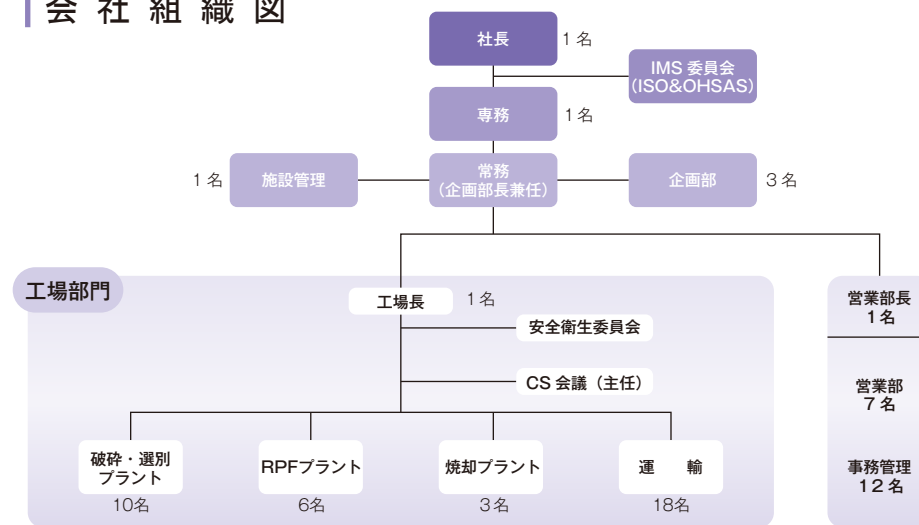 会社組織図
社長
1名
IMS 委員会
(ISO&OHSAS)
専務
1名
1名
施設管理
常務
(企画部長兼任)
企画部
3名
工場部門
工場長
1名
安全衛生委員会
CS 会議（主任）
破砕・選別
プラント
10名
RPFプラント
6名
焼却プラント
3名
運　輸
18名
営業部長
1名
営業部
7名
事務管理
12名